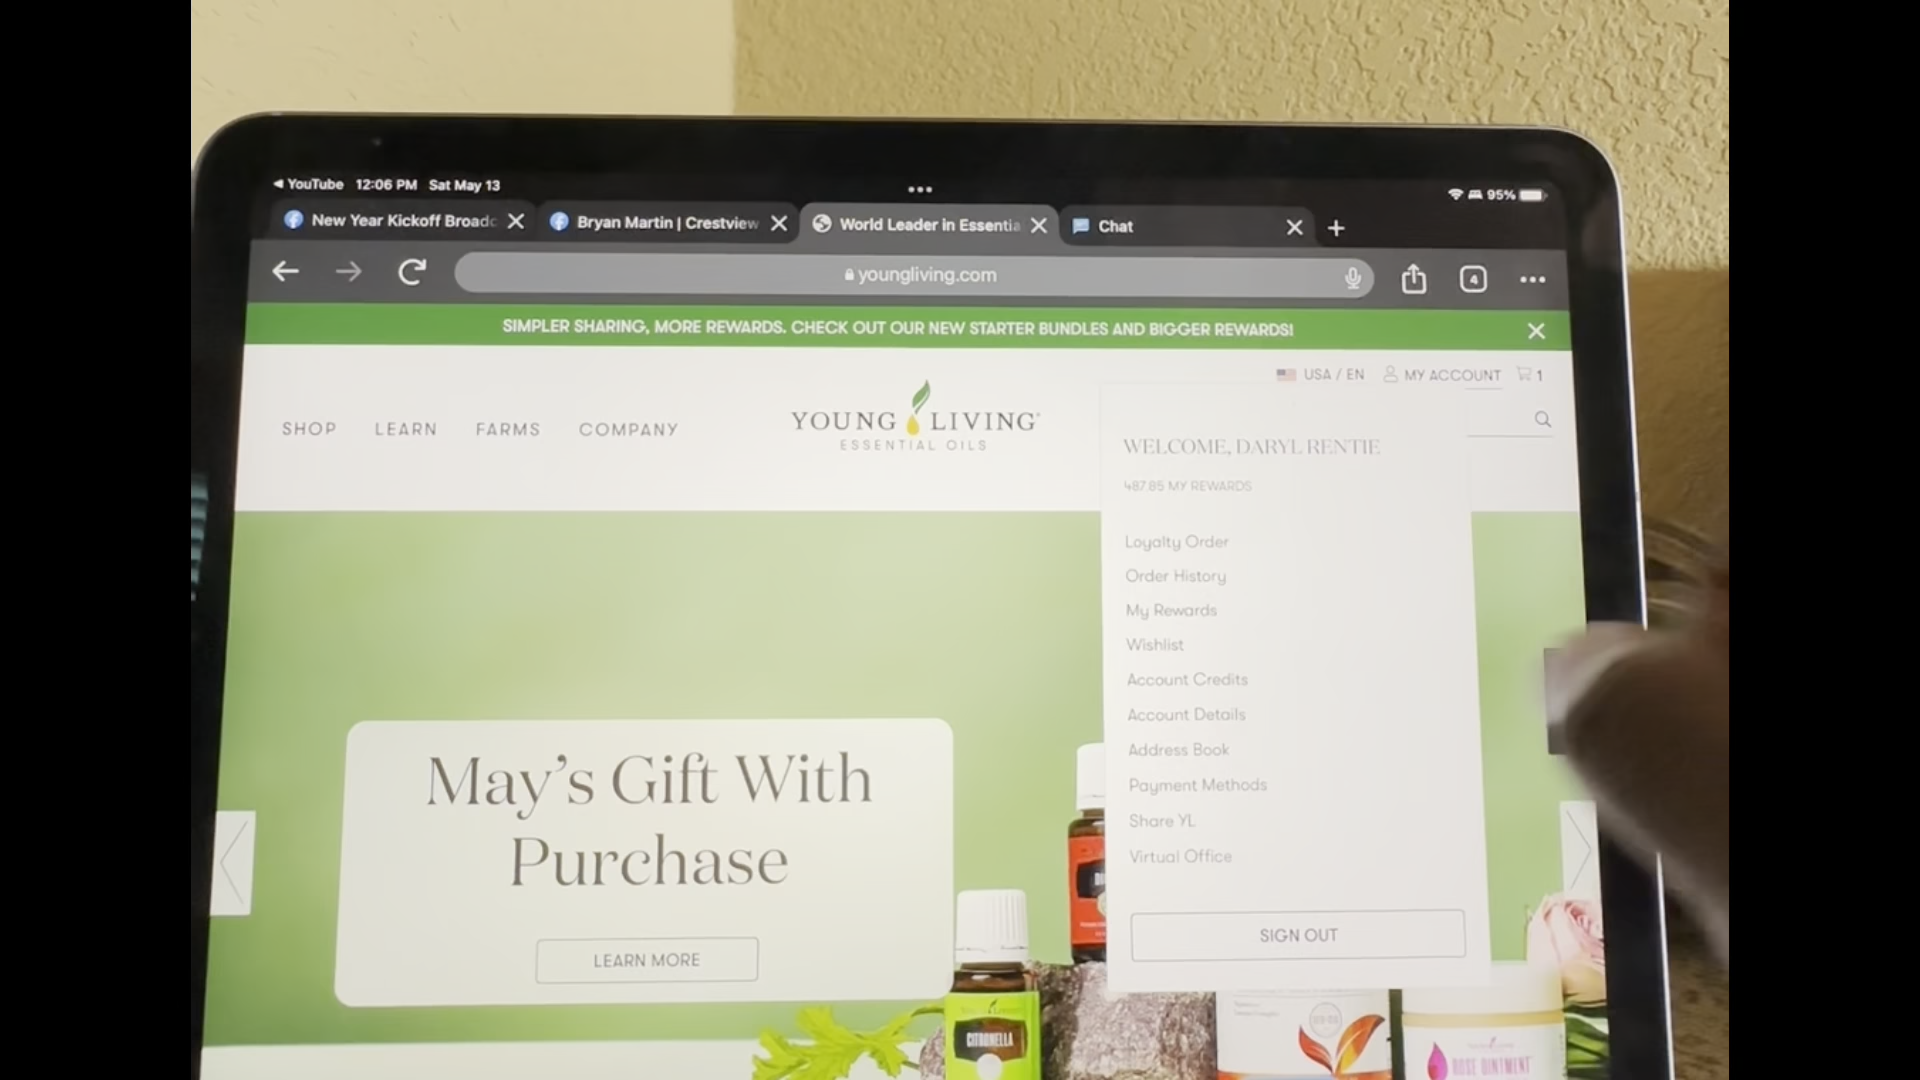 YouTube 12:06 PM Sat May 13
95%
New Year Kickoff Broadc
Bryan Martin | Crestview
World Leader in Essentia
Chat
youngliving.com
4
SIMPLER SHARING, MORE REWARDS. CHECK OUT OUR NEW STARTER BUNDLES AND BIGGER REWARDS!
USA / EN
MY ACCOUNT
1
SHOP
LEARN
FARMS
COMPANY
YOUNG LIVING
ESSENTIAL OILS
WELCOME, DARYL RENTIE
487.85 MY REWARDS
Loyalty Order
Order History
My Rewards
Wishlist
Account Credits
Account Details
Address Book
Payment Methods
Share YL
Virtual Office
SIGN OUT
May's Gift With
Purchase
LEARN MORE
CITRONELLA
ROSE OINTMENT